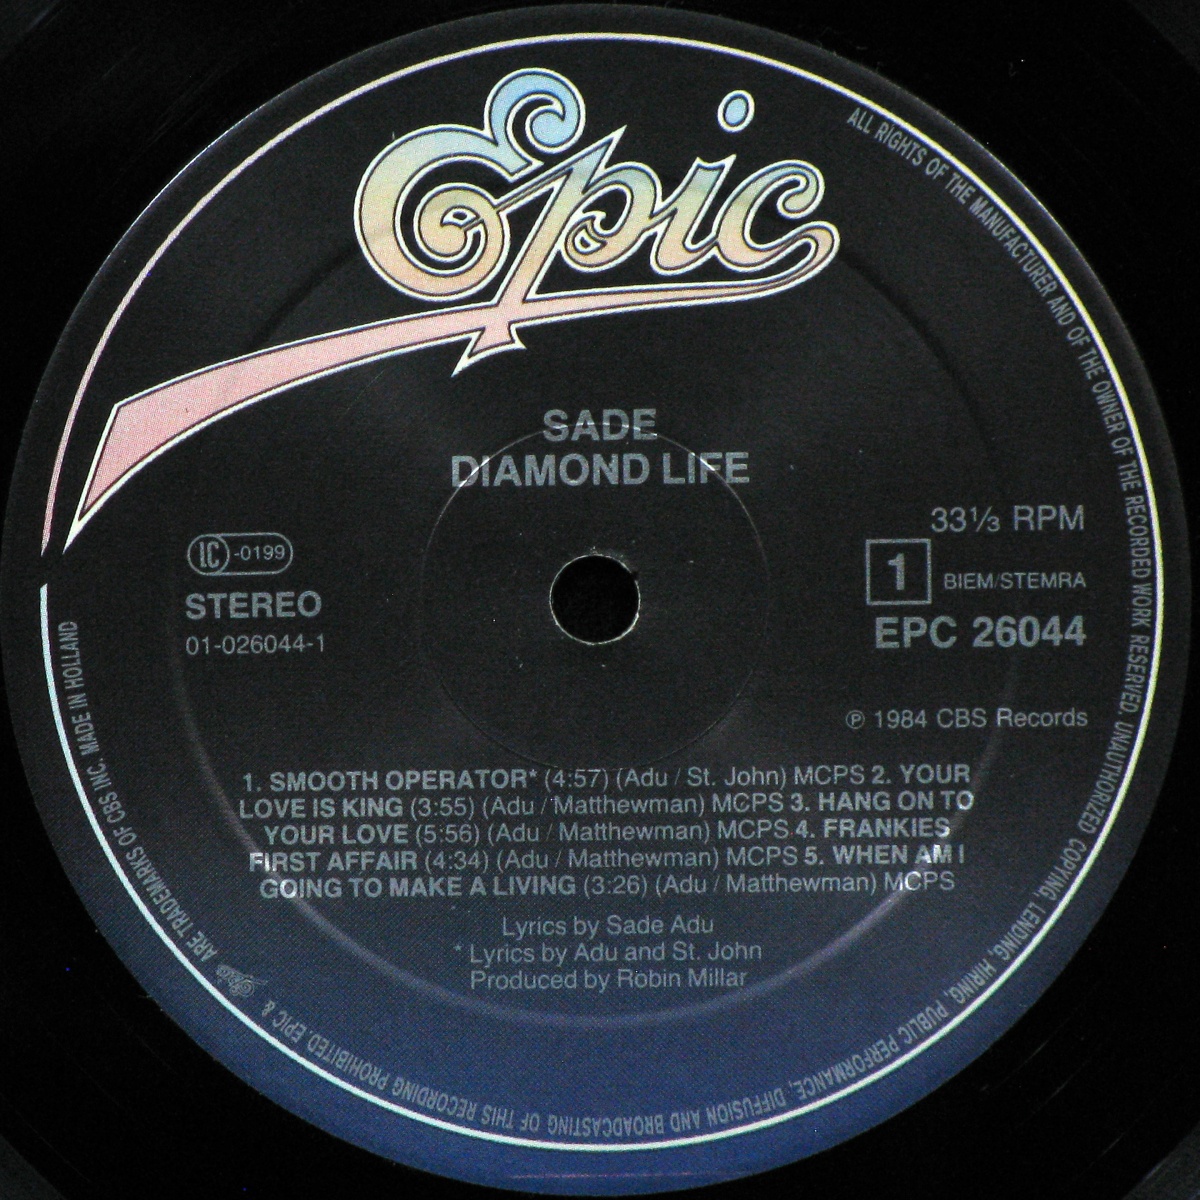 Epic
SADE
DIAMOND LIFE
33⅓ RPM
LC-0199
1 BIEM/STEMRA
STEREO
EPC 26044
01-026044-1
℗ 1984 CBS Records
1. SMOOTH OPERATOR* (4:57) (Adu / St. John) MCPS 2. YOUR
LOVE IS KING (3:55) (Adu / Matthewman) MCPS 3. HANG ON TO
YOUR LOVE (5:56) (Adu / Matthewman) MCPS 4. FRANKIES
FIRST AFFAIR (4:34) (Adu / Matthewman) MCPS 5. WHEN AM I
GOING TO MAKE A LIVING (3:26) (Adu / Matthewman) MCPS
Lyrics by Sade Adu
* Lyrics by Adu and St. John
Produced by Robin Millar
ALL RIGHTS OF THE MANUFACTURER AND OF THE OWNER OF THE RECORDED WORK RESERVED. UNAUTHORIZED COPYING, LENDING, HIRING, PUBLIC PERFORMANCE, DIFFUSION AND BROADCASTING OF THIS RECORDING PROHIBITED. EPIC & Epic ARE TRADEMARKS OF CBS INC. MADE IN HOLLAND